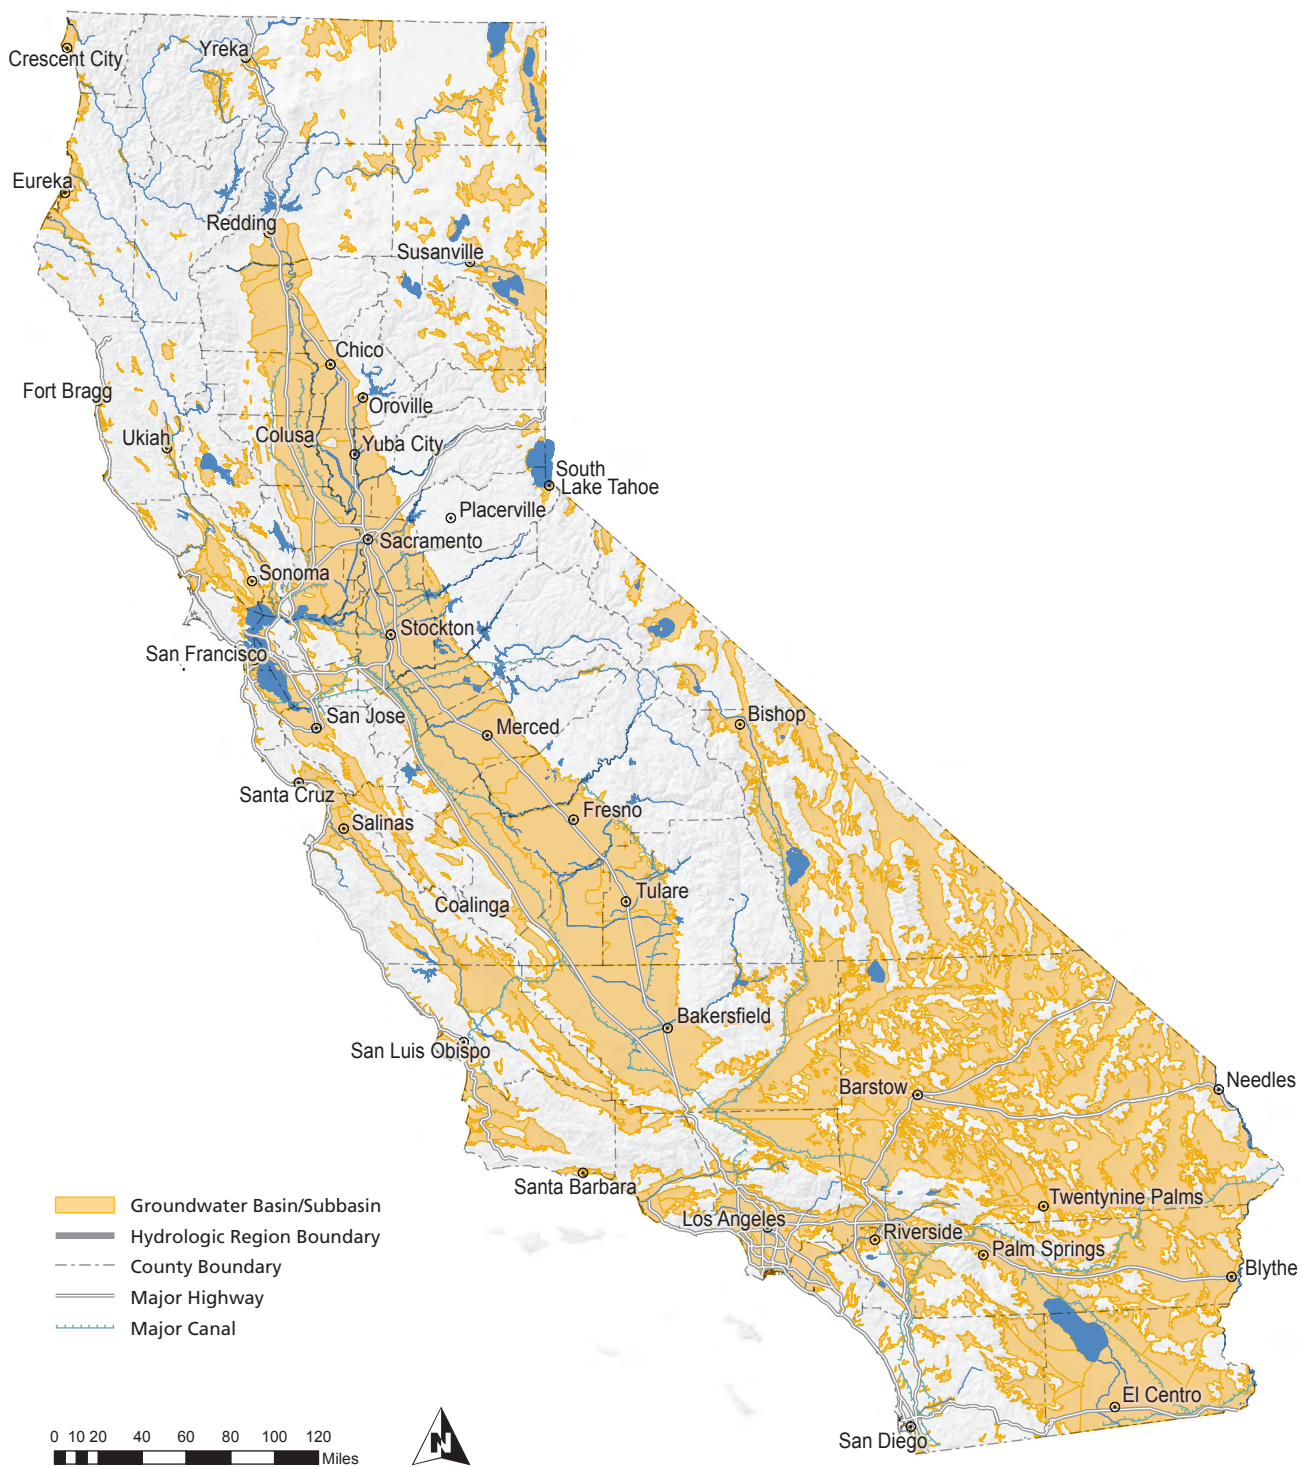 Crescent City
Yreka
Eureka
Redding
Susanville
Chico
Fort Bragg
Oroville
Ukiah
Colusa
Yuba City
South
Lake Tahoe
Placerville
Sacramento
Sonoma
Stockton
San Francisco
San Jose
Merced
Bishop
Santa Cruz
Salinas
Fresno
Tulare
Coalinga
Bakersfield
San Luis Obispo
Barstow
Needles
Santa Barbara
Twentynine Palms
Los Angeles
Riverside
Palm Springs
Blythe
El Centro
San Diego
Groundwater Basin/Subbasin
Hydrologic Region Boundary
County Boundary
Major Highway
Major Canal
0 10 20 40 60 80 100 120
Miles
N